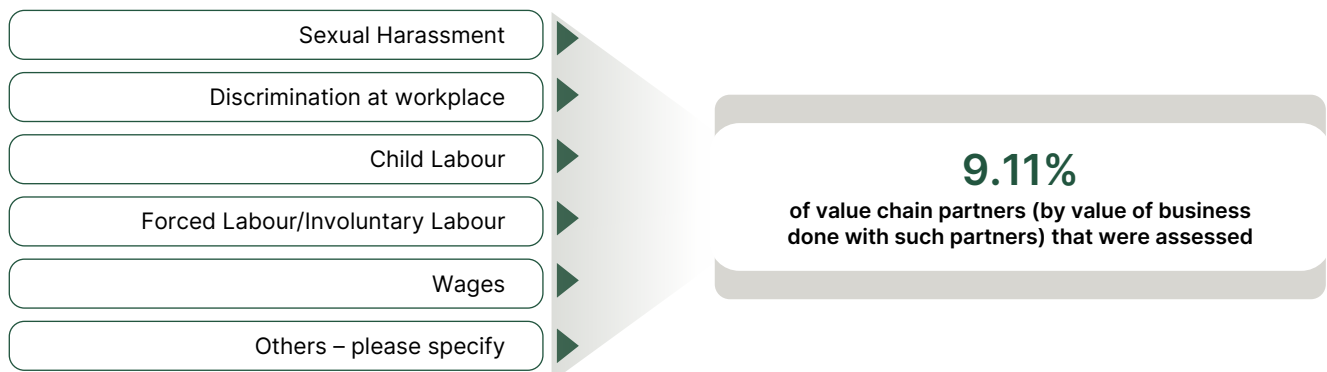 Sexual Harassment
Discrimination at workplace
Child Labour
Forced Labour/Involuntary Labour
Wages
Others – please specify
9.11%
of value chain partners (by value of business
done with such partners) that were assessed